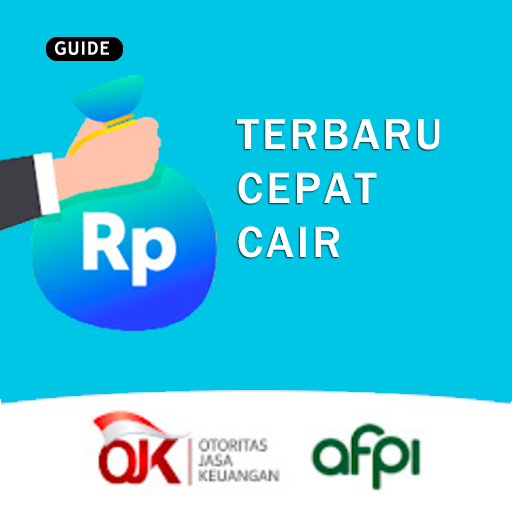 GUIDE
TERBARU
CEPAT
CAIR
Rp
OJK
OTORITAS
JASA
KEUANGAN
afpi